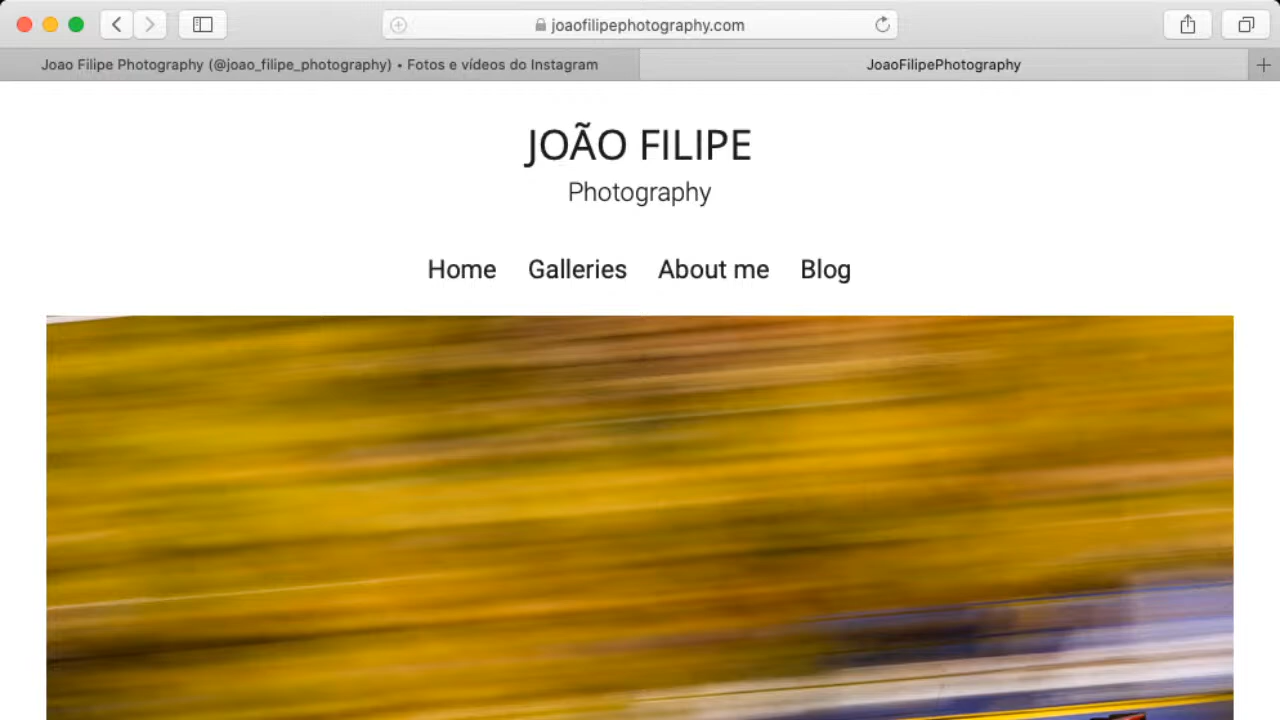 joaofilipephotography.com
Joao Filipe Photography (@joao_filipe_photography) • Fotos e vídeos do Instagram
JoaoFilipePhotography
JOÃO FILIPE
Photography
Home Galleries About me Blog